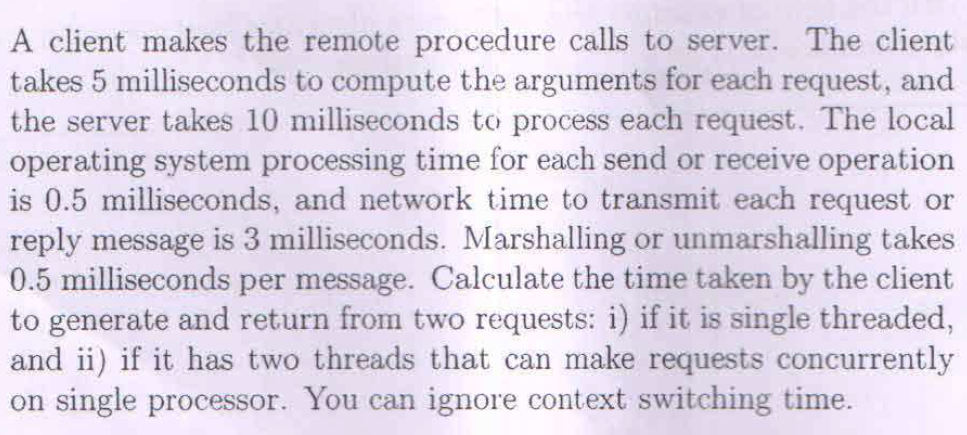 A client makes the remote procedure calls to server. The client
takes 5 milliseconds to compute the arguments for each request, and
the server takes 10 milliseconds to process each request. The local
operating system processing time for each send or receive operation
is 0.5 milliseconds, and network time to transmit each request or
reply message is 3 milliseconds. Marshalling or unmarshalling takes
0.5 milliseconds per message. Calculate the time taken by the client
to generate and return from two requests: i) if it is single threaded,
and ii) if it has two threads that can make requests concurrently
on single processor. You can ignore context switching time.